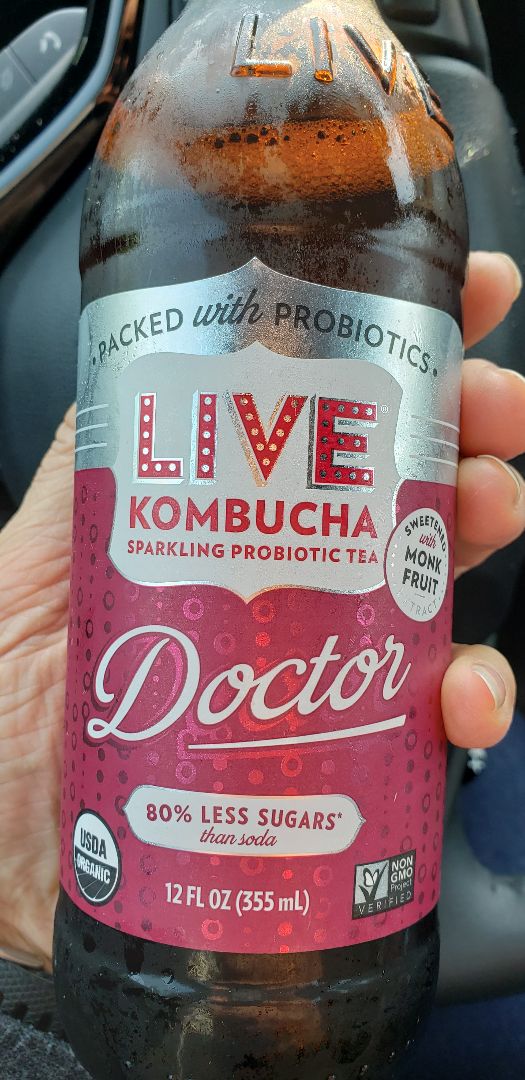 LIVE
• PACKED with PROBIOTICS •
LIVE®
KOMBUCHA
SPARKLING PROBIOTIC TEA
SWEETENED
with
MONK
FRUIT
Doctor
80% LESS SUGARS*
than soda
USDA
ORGANIC
12 FL OZ (355 mL)
NON
GMO
Project
VERIFIED